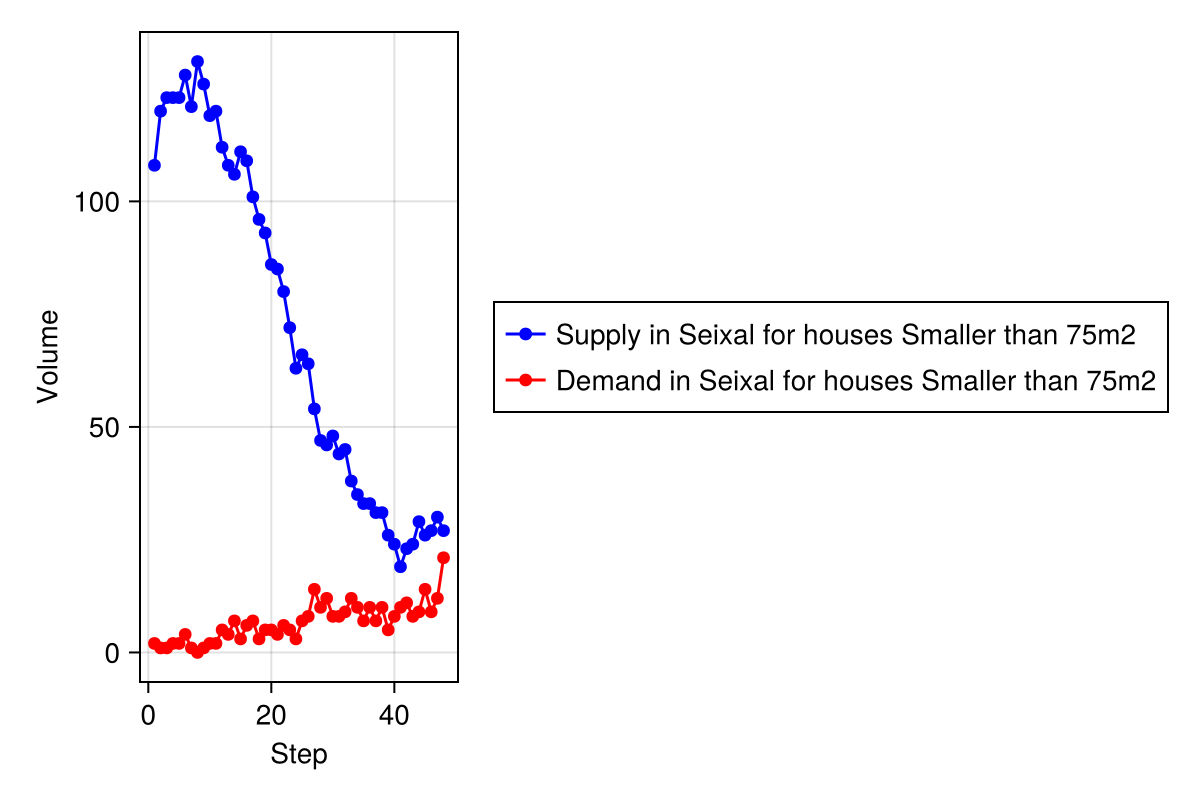 100
50
0
Volume
0 20 40
Step
Supply in Seixal for houses Smaller than 75m2
Demand in Seixal for houses Smaller than 75m2